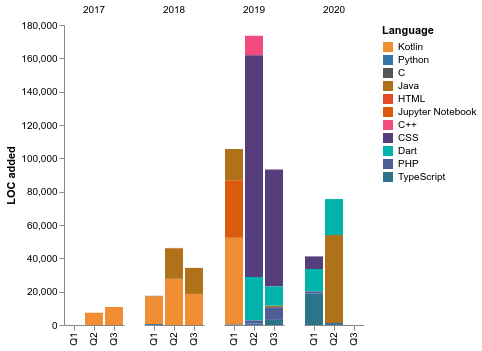 2017 2018 2019 2020
Language
Kotlin
Python
C
Java
HTML
Jupyter Notebook
C++
CSS
Dart
PHP
TypeScript
LOC added
180,000
160,000
140,000
120,000
100,000
80,000
60,000
40,000
20,000
0
Q1 Q2 Q3 Q1 Q2 Q3 Q1 Q2 Q3 Q1 Q2 Q3